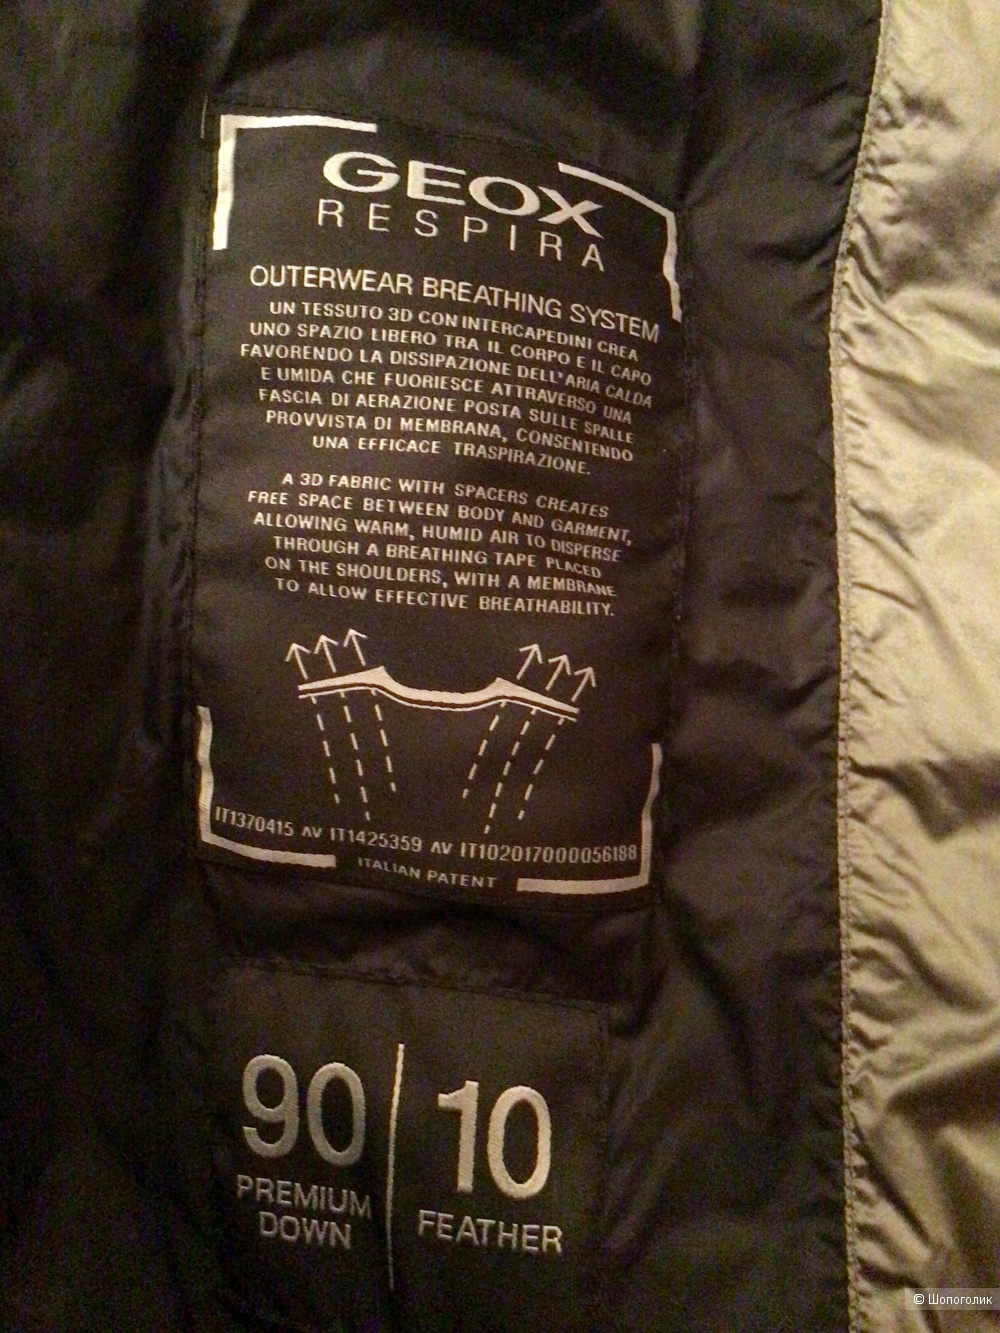 GEOX
RESPIRA
OUTERWEAR BREATHING SYSTEM
UN TESSUTO 3D CON INTERCAPEDINI CREA
UNO SPAZIO LIBERO TRA IL CORPO E IL CAPO
FAVORENDO LA DISSIPAZIONE DELL'ARIA CALDA
E UMIDA CHE FUORIESCE ATTRAVERSO UNA
FASCIA DI AERAZIONE POSTA SULLE SPALLE
PROVVISTA DI MEMBRANA, CONSENTENDO
UNA EFFICACE TRASPIRAZIONE.
A 3D FABRIC WITH SPACERS CREATES
FREE SPACE BETWEEN BODY AND GARMENT,
ALLOWING WARM, HUMID AIR TO DISPERSE
THROUGH A BREATHING TAPE PLACED
ON THE SHOULDERS, WITH A MEMBRANE
TO ALLOW EFFECTIVE BREATHABILITY.
IT1370415 AV IT1425359 AV IT102017000056188
ITALIAN PATENT
90 10
PREMIUM DOWN
FEATHER
© Шопоголик